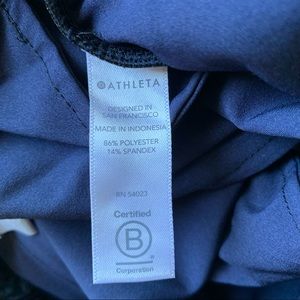 ATHLETA
DESIGNED IN
SAN FRANCISCO
MADE IN INDONESIA
86% POLYESTER
14% SPANDEX
RN 54023
Certified
B
Corporation